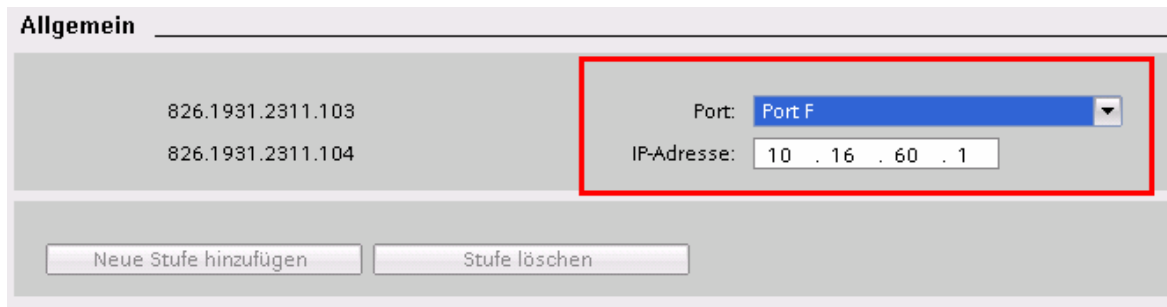 Allgemein
826.1931.2311.103
Port: Port F
826.1931.2311.104
IP-Adresse: 10 . 16 . 60 . 1
Neue Stufe hinzufügen
Stufe löschen